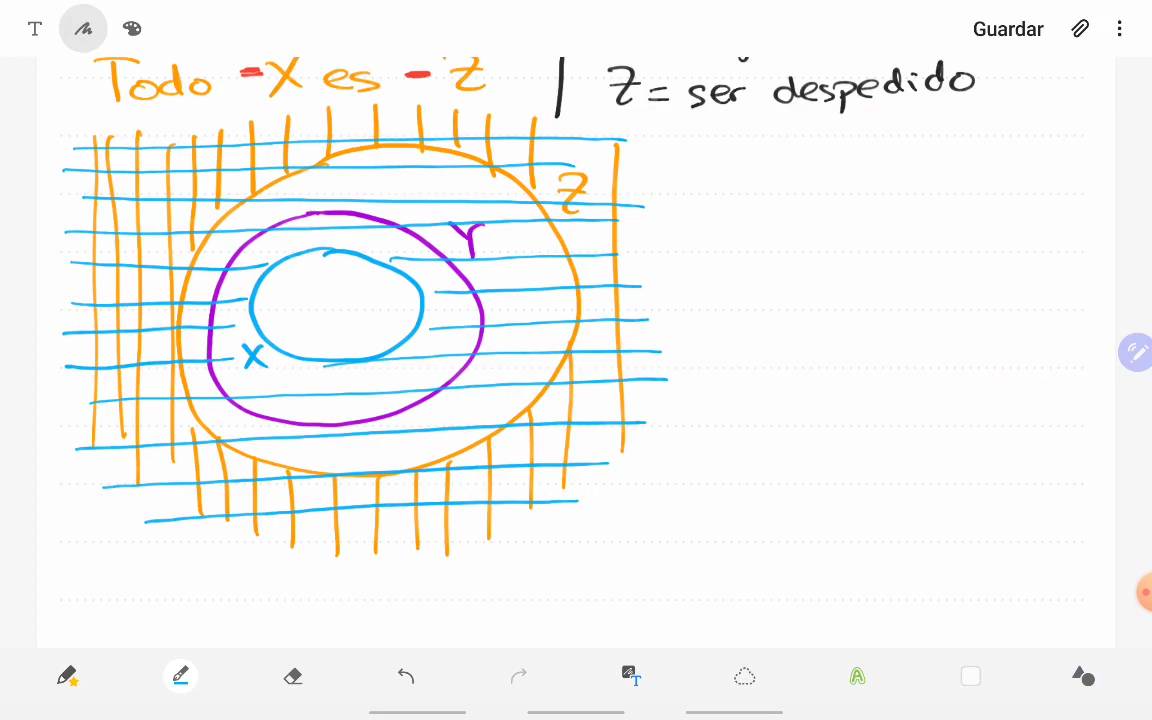 Guardar
Todo -X es - Z
Z = ser despedido
Z
Y
X